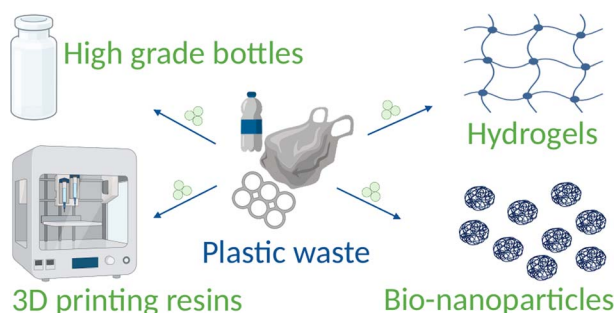 High grade bottles
Hydrogels
Plastic waste
3D printing resins
Bio-nanoparticles